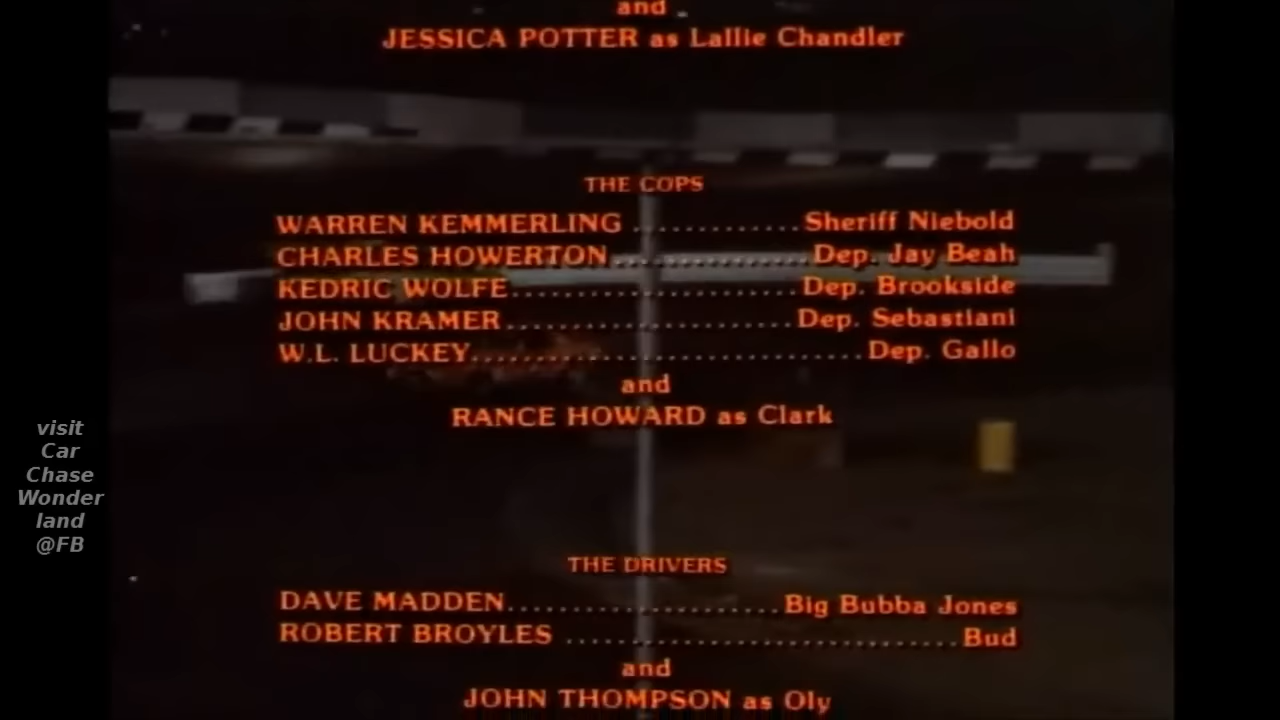 and
JESSICA POTTER as Lallie Chandler
THE COPS
WARREN KEMMERLING ............Sheriff Niebold
CHARLES HOWERTON..............Dep. Jay Beah
KEDRIC WOLFE....................Dep. Brookside
JOHN KRAMER....................Dep. Sebastiani
W.L. LUCKEY...........................Dep. Gallo
and
RANCE HOWARD as Clark
visit
Car
Chase
Wonder
land
@FB
THE DRIVERS
DAVE MADDEN...................Big Bubba Jones
ROBERT BROYLES ...........................Bud
and
JOHN THOMPSON as Oly